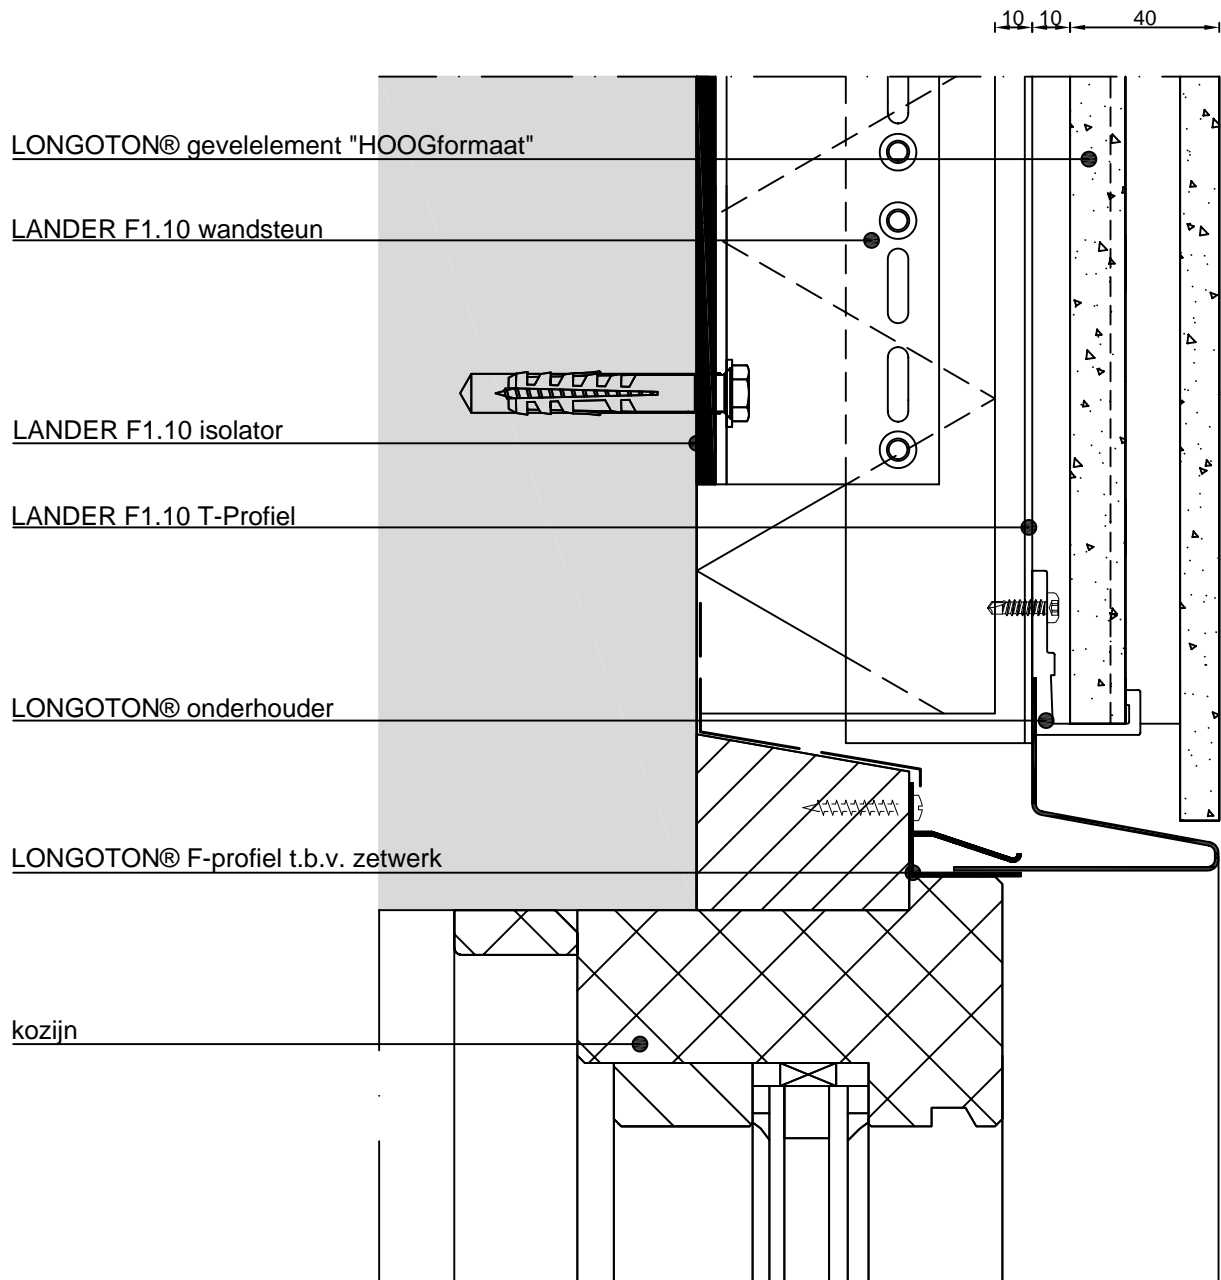 10 10 40
LONGOTON® gevelelement "HOOGformaat"
LANDER F1.10 wandsteun
LANDER F1.10 isolator
LANDER F1.10 T-Profiel
LONGOTON® onderhouder
LONGOTON® F-profiel t.b.v. zetwerk
kozijn